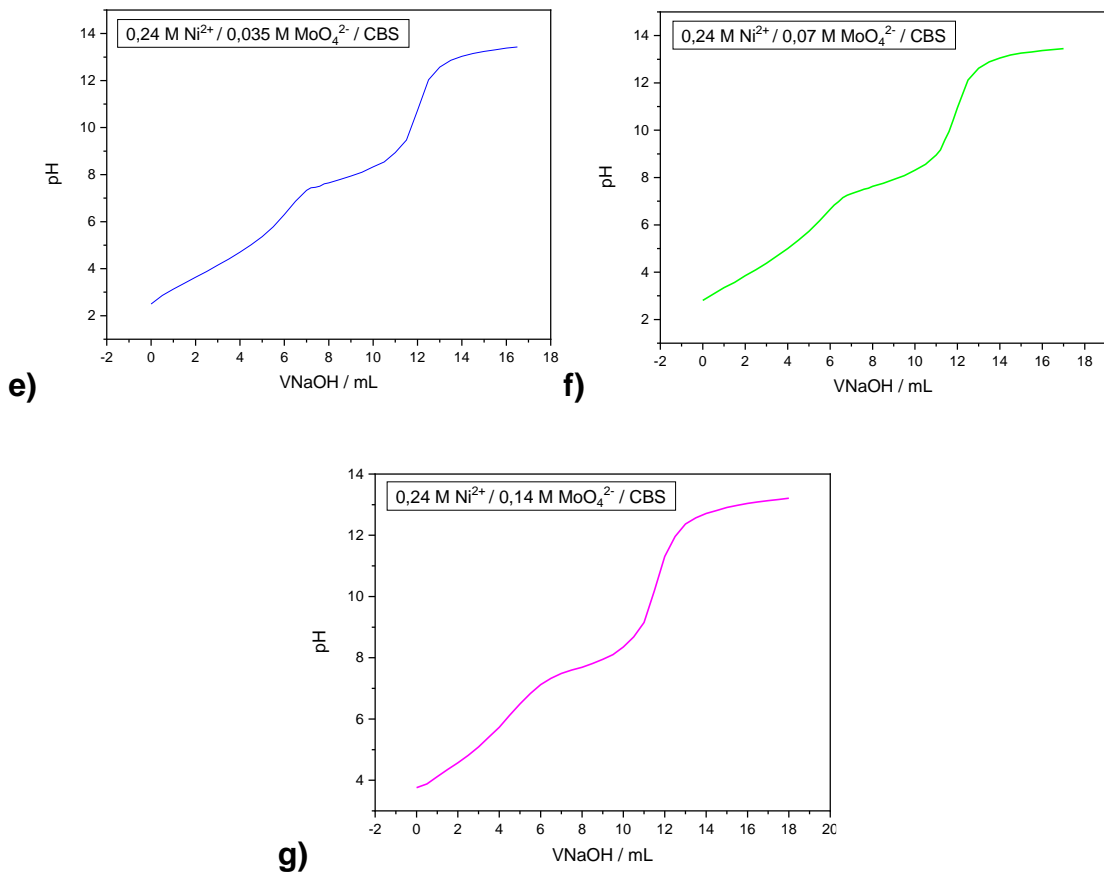 0,24 M Ni²⁺ / 0,035 M MoO₄²⁻ / CBS
14
12
10
8
6
4
2
pH
-2 0 2 4 6 8 10 12 14 16 18
VNaOH / mL
e)
0,24 M Ni²⁺ / 0,07 MoO₄²⁻ / CBS
14
12
10
8
6
4
2
pH
-2 0 2 4 6 8 10 12 14 16 18
VNaOH / mL
f)
0,24 M Ni²⁺ / 0,14 M MoO₄²⁻ / CBS
14
12
10
8
6
4
pH
-2 0 2 4 6 8 10 12 14 16 18 20
VNaOH / mL
g)